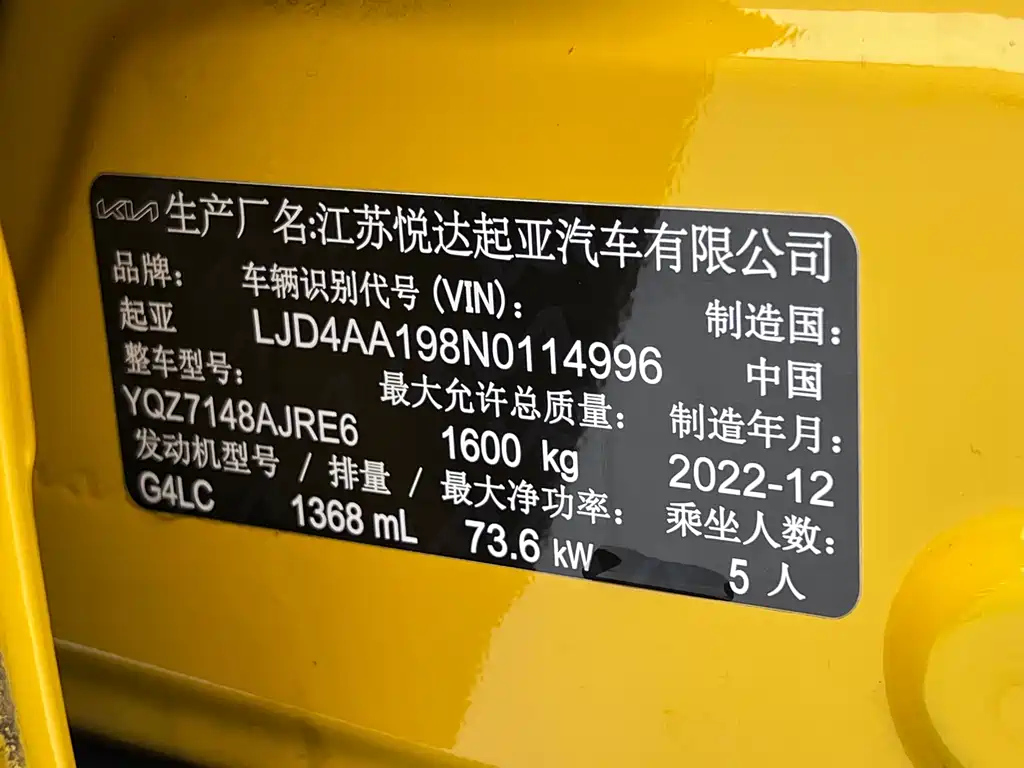 KIA 生产厂名:江苏悦达起亚汽车有限公司
品牌: 车辆识别代号 (VIN): 制造国:
起亚 LJD4AA198N0114996 中国
整车型号: 最大允许总质量: 制造年月:
YQZ7148AJRE6 1600 kg 2022-12
发动机型号 / 排量 / 最大净功率: 乘坐人数:
G4LC 1368 mL 73.6 kW 5 人